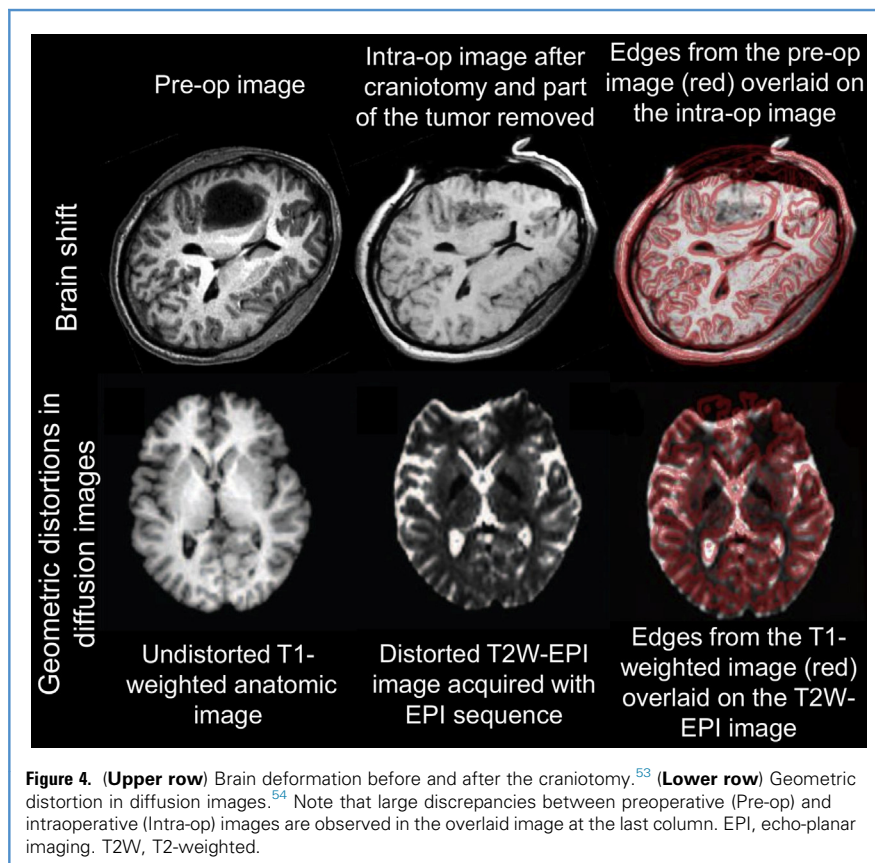 Pre-op image
Intra-op image after
craniotomy and part
of the tumor removed
Edges from the pre-op
image (red) overlaid on
the intra-op image
Brain shift
Geometric distortions in
diffusion images
Undistorted T1-
weighted anatomic
image
Distorted T2W-EPI
image acquired with
EPI sequence
Edges from the T1-
weighted image (red)
overlaid on the T2W-
EPI image
Figure 4. (Upper row) Brain deformation before and after the craniotomy.53 (Lower row) Geometric
distortion in diffusion images.54 Note that large discrepancies between preoperative (Pre-op) and
intraoperative (Intra-op) images are observed in the overlaid image at the last column. EPI, echo-planar
imaging. T2W, T2-weighted.